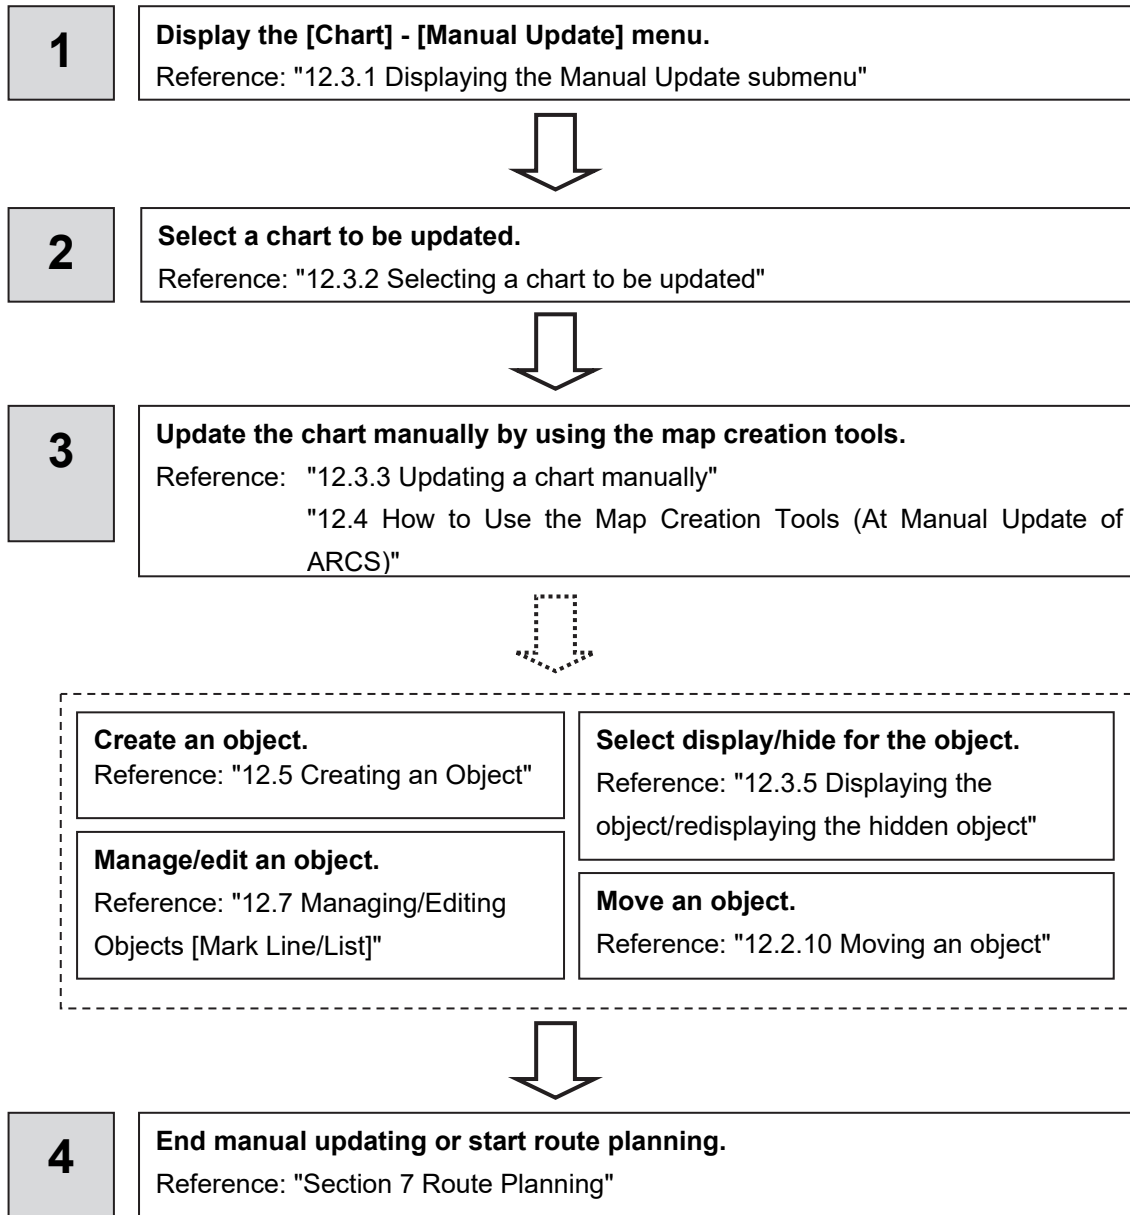 1
Display the [Chart] - [Manual Update] menu.
Reference: "12.3.1 Displaying the Manual Update submenu"
2
Select a chart to be updated.
Reference: "12.3.2 Selecting a chart to be updated"
3
Update the chart manually by using the map creation tools.
Reference: "12.3.3 Updating a chart manually"
"12.4 How to Use the Map Creation Tools (At Manual Update of
ARCS)"
Create an object.
Reference: "12.5 Creating an Object"
Manage/edit an object.
Reference: "12.7 Managing/Editing
Objects [Mark Line/List]"
Select display/hide for the object.
Reference: "12.3.5 Displaying the
object/redisplaying the hidden object"
Move an object.
Reference: "12.2.10 Moving an object"
4
End manual updating or start route planning.
Reference: "Section 7 Route Planning"